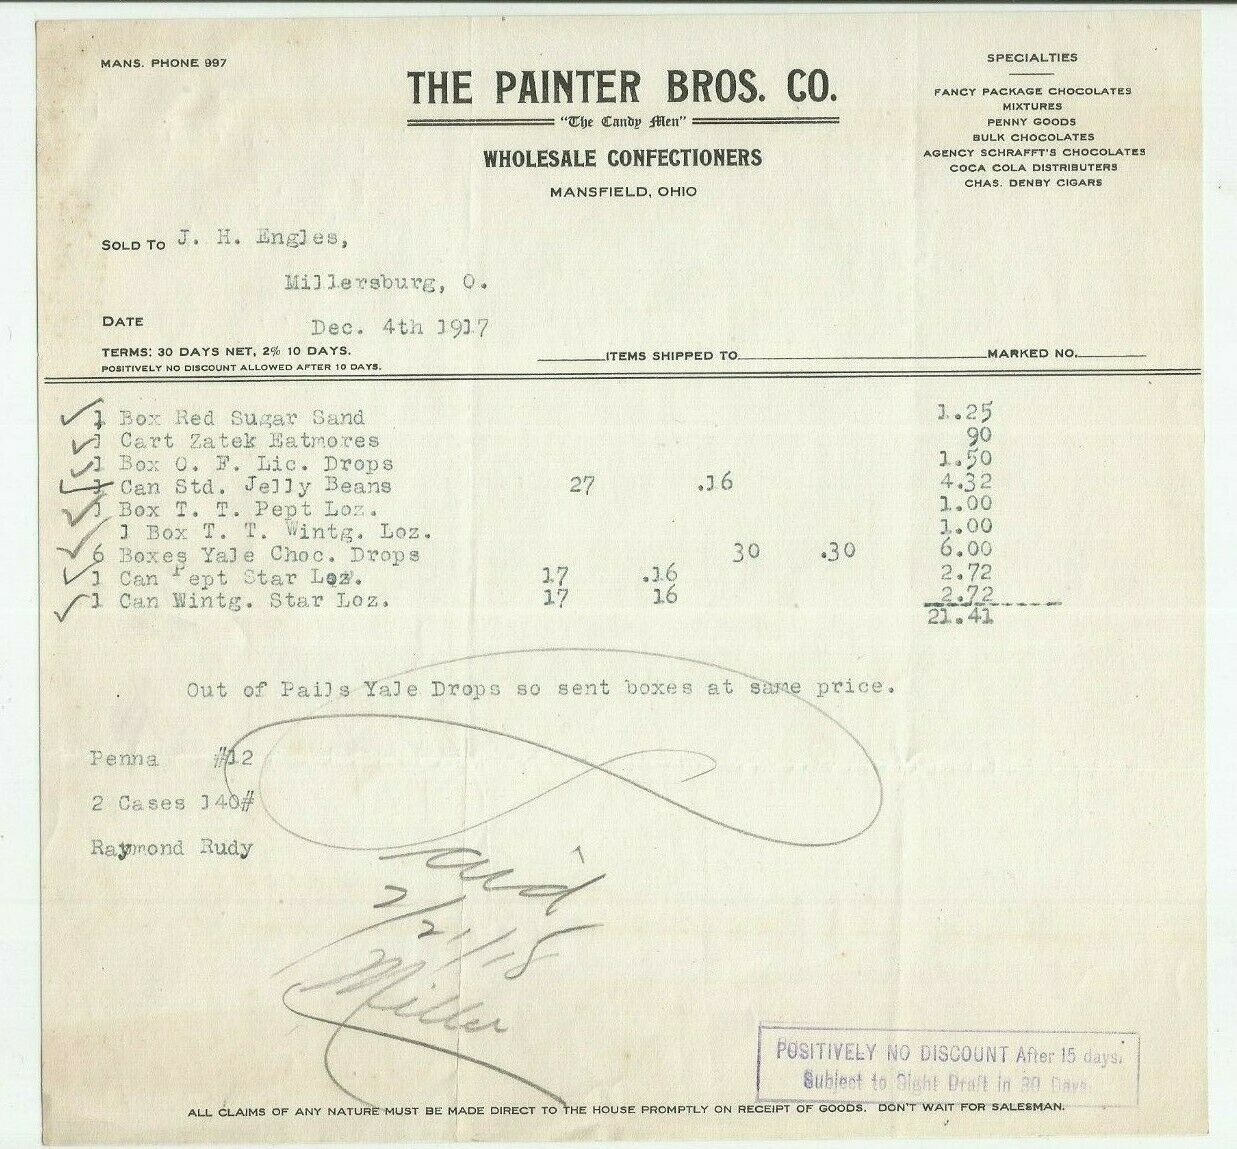 MANS. PHONE 997
THE PAINTER BROS. CO.
"The Candy Men"
WHOLESALE CONFECTIONERS
MANSFIELD, OHIO
SPECIALTIES
FANCY PACKAGE CHOCOLATES
MIXTURES
PENNY GOODS
BULK CHOCOLATES
AGENCY SCHRAFFT'S CHOCOLATES
COCA COLA DISTRIBUTERS
CHAS. DENBY CIGARS
SOLD TO J. H. Engles,
Millersburg, O.
DATE Dec. 4th 1917
TERMS: 30 DAYS NET, 2% 10 DAYS.
POSITIVELY NO DISCOUNT ALLOWED AFTER 10 DAYS.
ITEMS SHIPPED TO MARKED NO.
1 Box Red Sugar Sand 1.25
1 Cart Zatek Eatmores 90
1 Box O. F. Lic. Drops 1.50
1 Can Std. Jelly Beans 27 .16 4.32
1 Box T. T. Pept Loz. 1.00
1 Box T. T. Wintg. Loz. 1.00
6 Boxes Yale Choc. Drops 30 .30 6.00
1 Can Pept Star Loz. 17 .16 2.72
1 Can Wintg. Star Loz. 17 16 2.72
21.41
Out of Pails Yale Drops so sent boxes at same price.
Penna #12
2 Cases 140#
Raymond Rudy
Paid
2/21/18
Miller
POSITIVELY NO DISCOUNT After 15 days.
Subject to Sight Draft in 30 Days.
ALL CLAIMS OF ANY NATURE MUST BE MADE DIRECT TO THE HOUSE PROMPTLY ON RECEIPT OF GOODS. DON'T WAIT FOR SALESMAN.